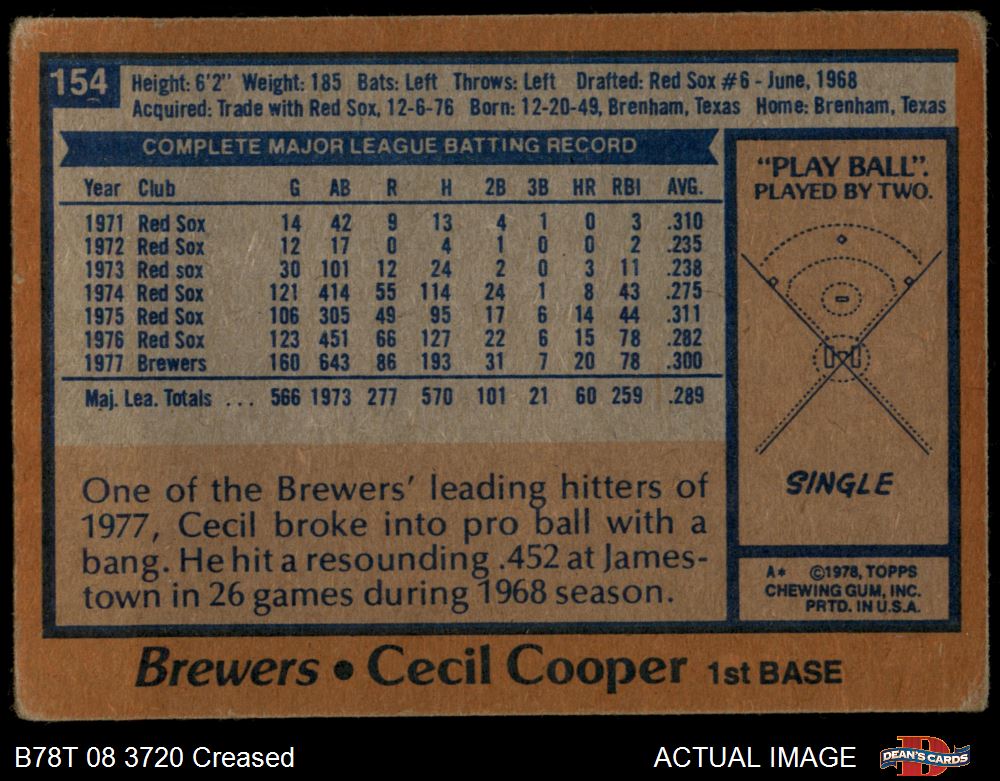 154
Height: 6'2" Weight: 185 Bats: Left Throws: Left Drafted: Red Sox #6 - June, 1968
Acquired: Trade with Red Sox, 12-6-76 Born: 12-20-49, Brenham, Texas Home: Brenham, Texas
COMPLETE MAJOR LEAGUE BATTING RECORD
Year Club G AB R H 2B 3B HR RBI AVG.
1971 Red Sox 14 42 9 13 4 1 0 3 .310
1972 Red Sox 12 17 0 4 1 0 0 2 .235
1973 Red sox 30 101 12 24 2 0 3 11 .238
1974 Red Sox 121 414 55 114 24 1 8 43 .275
1975 Red Sox 106 305 49 95 17 6 14 44 .311
1976 Red Sox 123 451 66 127 22 6 15 78 .282
1977 Brewers 160 643 86 193 31 7 20 78 .300
Maj. Lea. Totals ... 566 1973 277 570 101 21 60 259 .289
One of the Brewers' leading hitters of
1977, Cecil broke into pro ball with a
bang. He hit a resounding .452 at James-
town in 26 games during 1968 season.
"PLAY BALL".
PLAYED BY TWO.
SINGLE
A* ©1978, TOPPS
CHEWING GUM, INC.
PRTD. IN U.S.A.
Brewers • Cecil Cooper 1st BASE
B78T 08 3720 Creased
ACTUAL IMAGE
DEAN'S CARDS